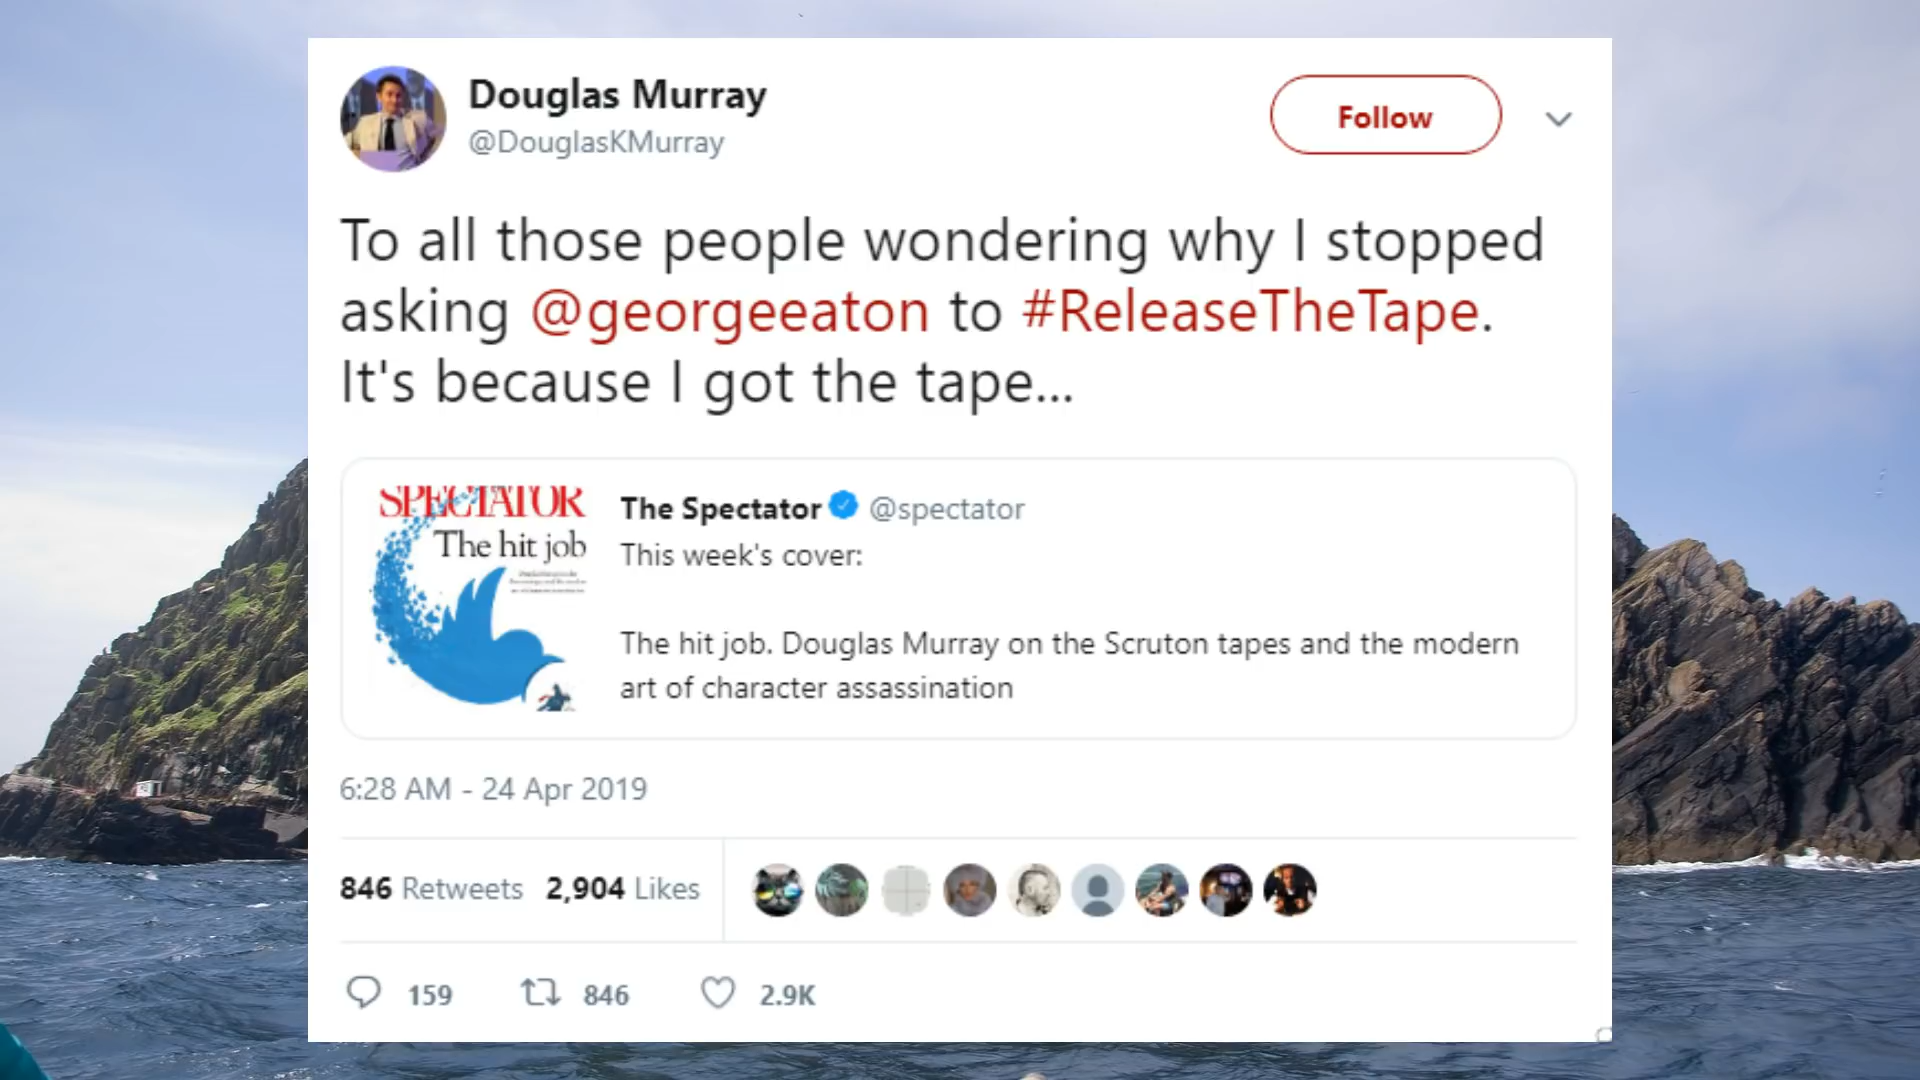 Douglas Murray
@DouglasKMurray
Follow
To all those people wondering why I stopped
asking @georgeeaton to #ReleaseTheTape.
It's because I got the tape...
SPECTATOR
The hit job
The Spectator @spectator
This week's cover:
The hit job. Douglas Murray on the Scruton tapes and the modern
art of character assassination
6:28 AM - 24 Apr 2019
846 Retweets 2,904 Likes
159 846 2.9K